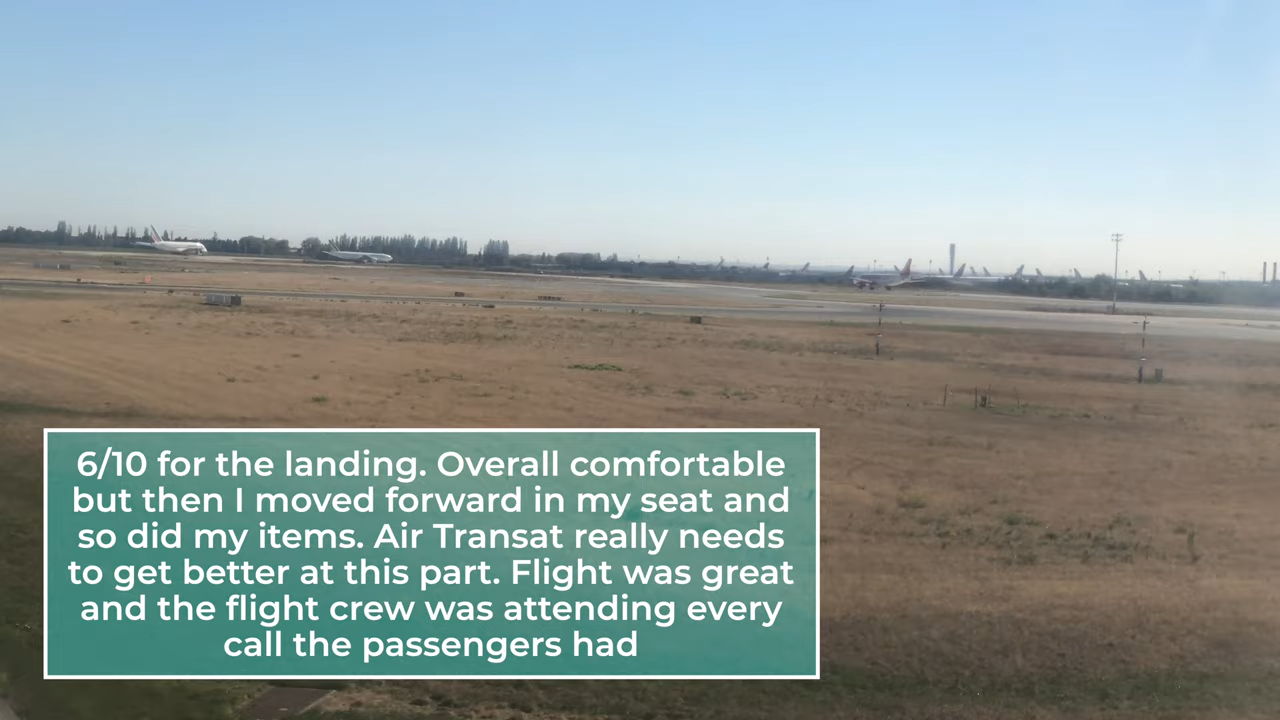 6/10 for the landing. Overall comfortable
but then I moved forward in my seat and
so did my items. Air Transat really needs
to get better at this part. Flight was great
and the flight crew was attending every
call the passengers had